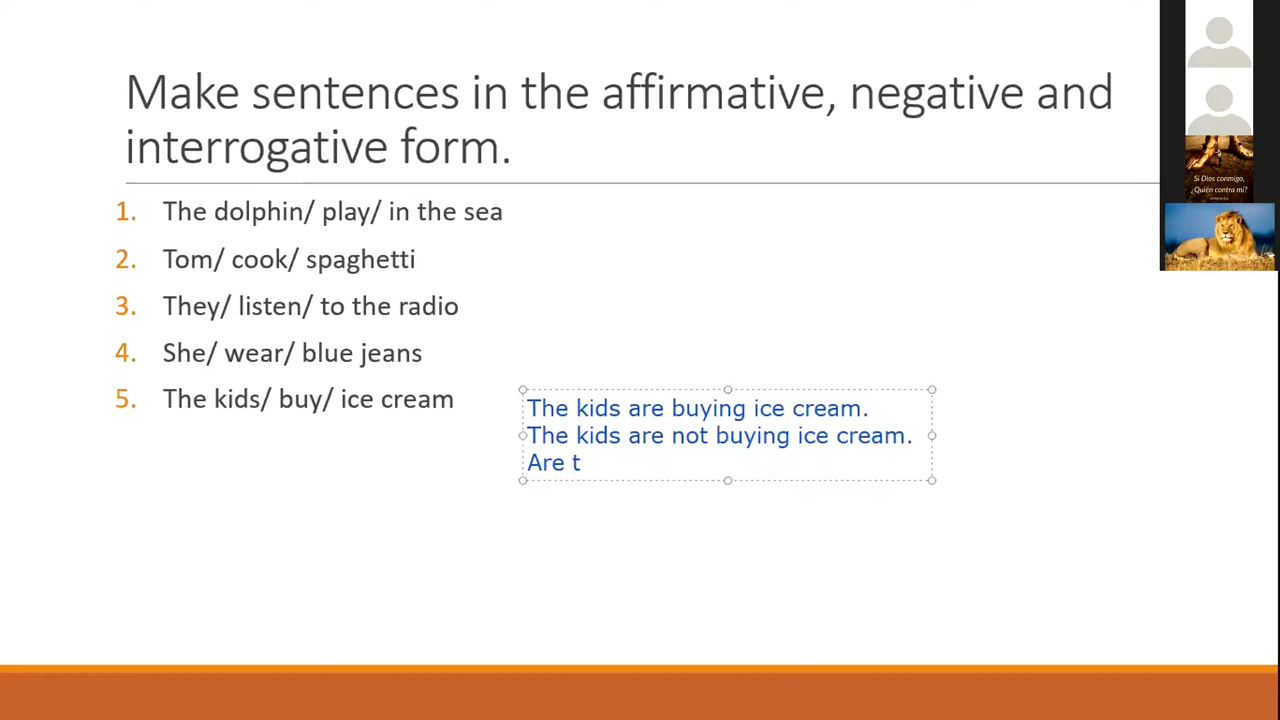 Make sentences in the affirmative, negative and
interrogative form.
1. The dolphin/ play/ in the sea
2. Tom/ cook/ spaghetti
3. They/ listen/ to the radio
4. She/ wear/ blue jeans
5. The kids/ buy/ ice cream
The kids are buying ice cream.
The kids are not buying ice cream.
Are t
Si Dios conmigo,
¿Quién contra mí?